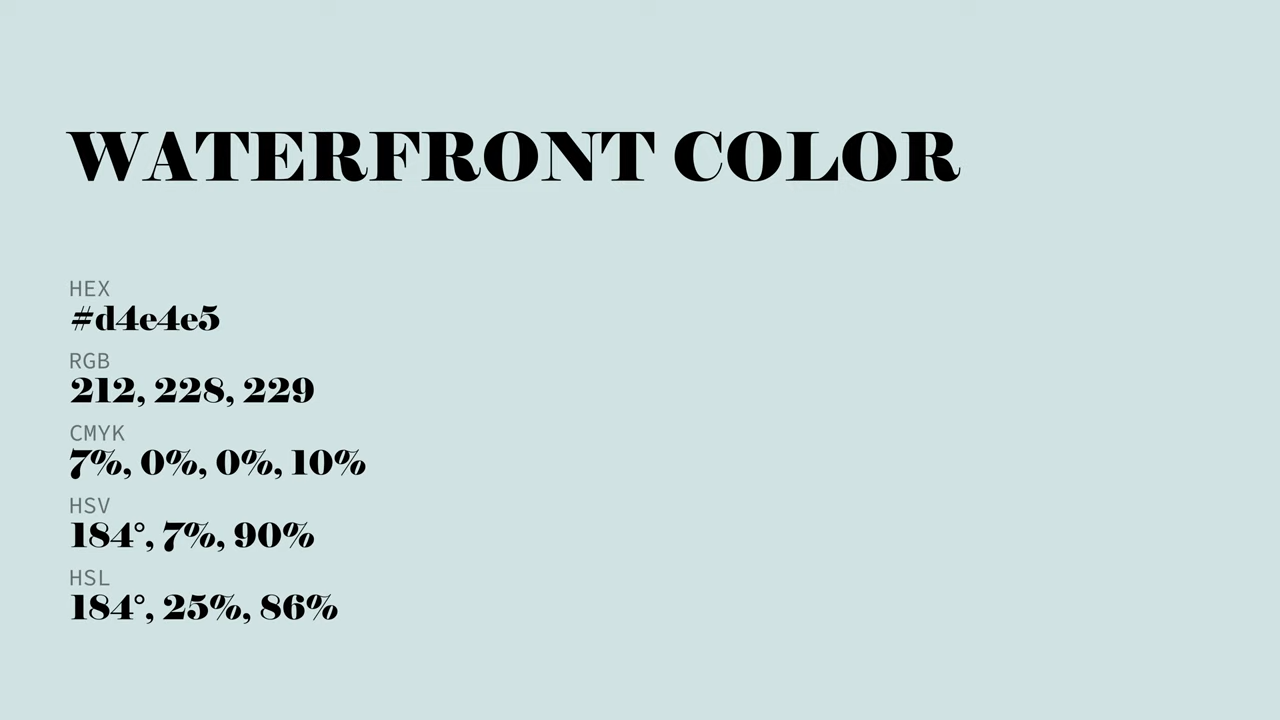 WATERFRONT COLOR
HEX
#d4e4e5
RGB
212, 228, 229
CMYK
7%, 0%, 0%, 10%
HSV
184°, 7%, 90%
HSL
184°, 25%, 86%